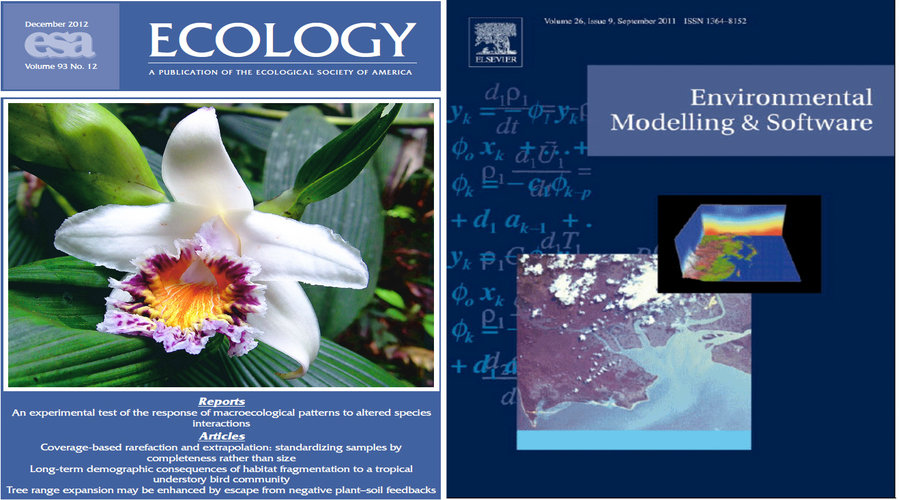 December 2012
esa
Volume 93 No. 12
ECOLOGY
A PUBLICATION OF THE ECOLOGICAL SOCIETY OF AMERICA
Reports
An experimental test of the response of macroecological patterns to altered species
interactions
Articles
Coverage-based rarefaction and extrapolation: standardizing samples by
completeness rather than size
Long-term demographic consequences of habitat fragmentation to a tropical
understory bird community
Tree range expansion may be enhanced by escape from negative plant–soil feedbacks
Volume 26, Issue 9, September 2011 ISSN 1364–8152
ELSEVIER
Environmental
Modelling & Software